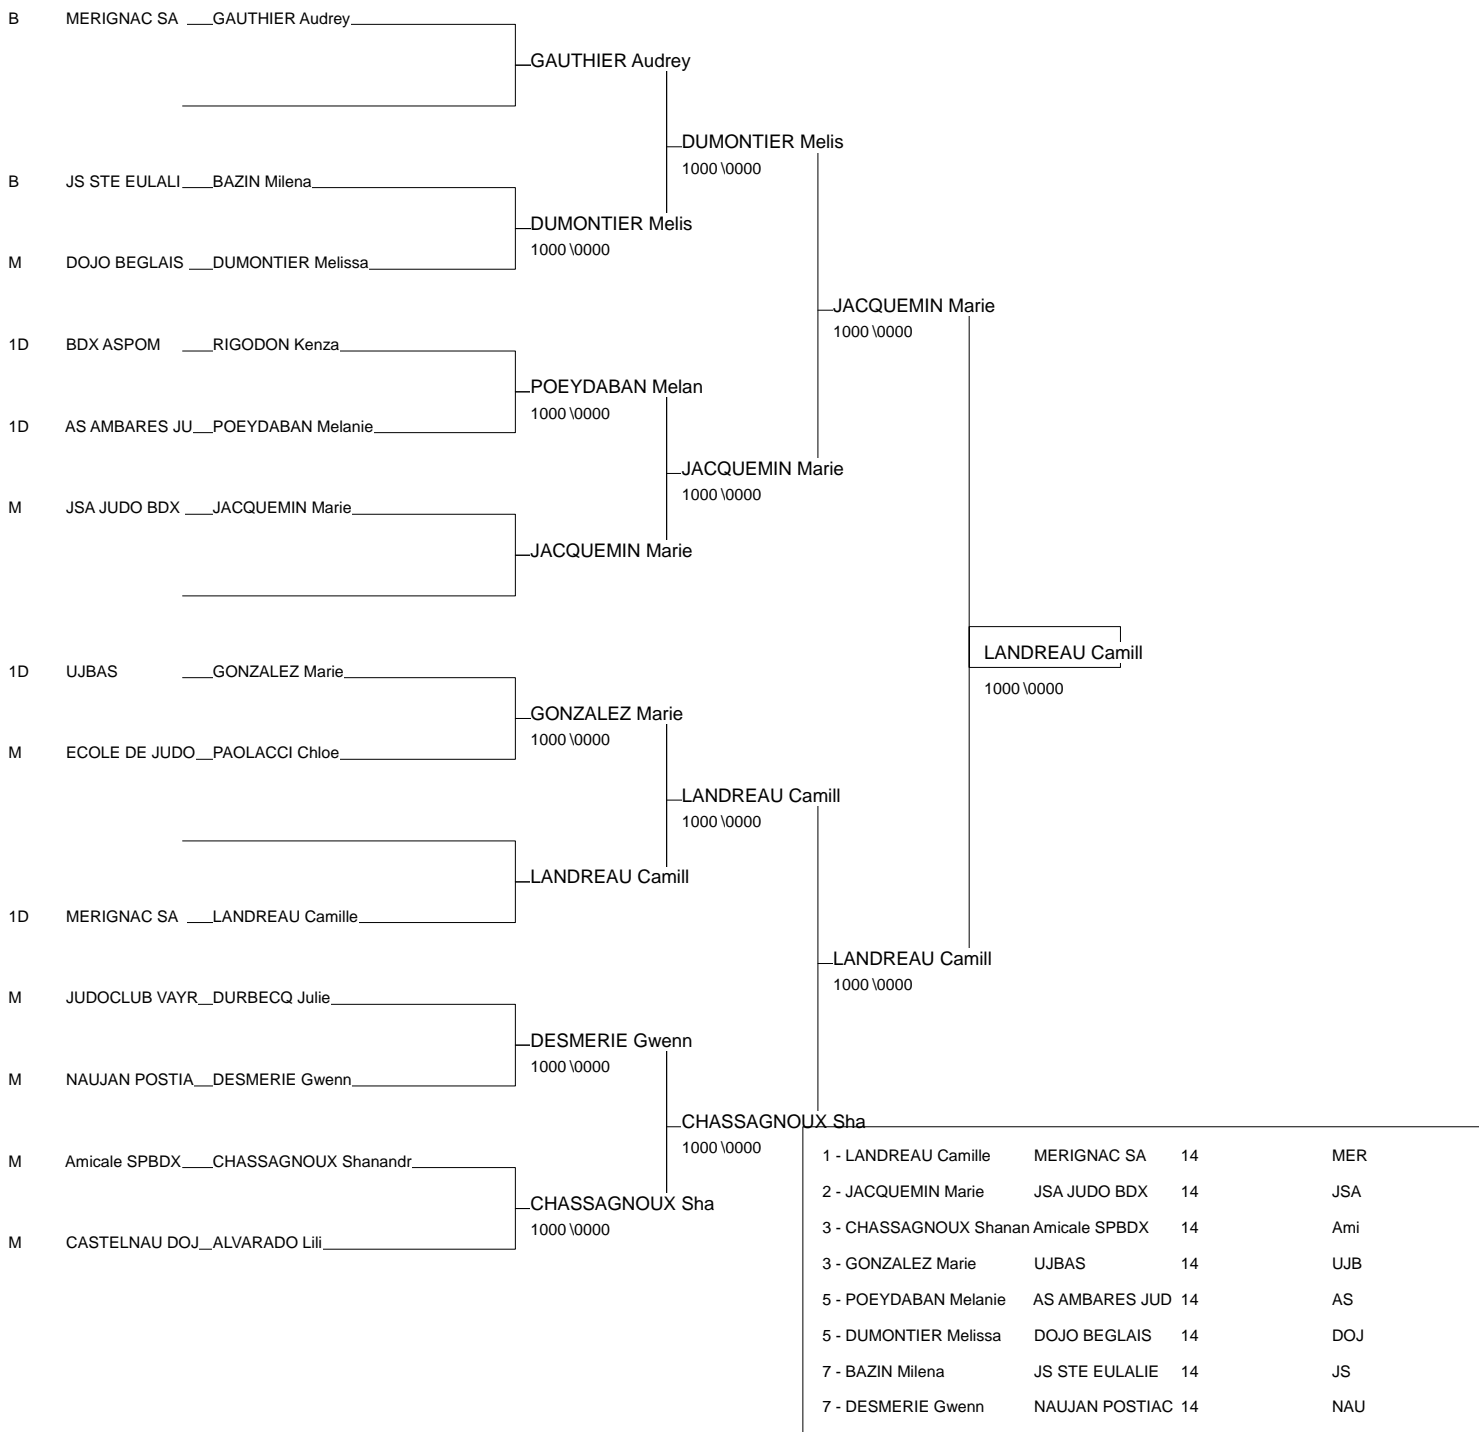 B MERIGNAC SA GAUTHIER Audrey
GAUTHIER Audrey
DUMONTIER Melis
1000 \0000
B JS STE EULALI BAZIN Milena
DUMONTIER Melis
1000 \0000
M DOJO BEGLAIS DUMONTIER Melissa
JACQUEMIN Marie
1000 \0000
1D BDX ASPOM RIGODON Kenza
POEYDABAN Melan
1000 \0000
1D AS AMBARES JU POEYDABAN Melanie
JACQUEMIN Marie
1000 \0000
M JSA JUDO BDX JACQUEMIN Marie
JACQUEMIN Marie
LANDREAU Camill
1000 \0000
1D UJBAS GONZALEZ Marie
GONZALEZ Marie
1000 \0000
M ECOLE DE JUDO PAOLACCI Chloe
LANDREAU Camill
1000 \0000
LANDREAU Camill
1D MERIGNAC SA LANDREAU Camille
LANDREAU Camill
1000 \0000
M JUDOCLUB VAYR DURBECQ Julie
DESMERIE Gwenn
1000 \0000
M NAUJAN POSTIA DESMERIE Gwenn
CHASSAGNOUX Sha
1000 \0000
M Amicale SPBDX CHASSAGNOUX Shanandr
CHASSAGNOUX Sha
1000 \0000
M CASTELNAU DOJ ALVARADO Lili
1 - LANDREAU Camille MERIGNAC SA 14 MER
2 - JACQUEMIN Marie JSA JUDO BDX 14 JSA
3 - CHASSAGNOUX Shanan Amicale SPBDX 14 Ami
3 - GONZALEZ Marie UJBAS 14 UJB
5 - POEYDABAN Melanie AS AMBARES JUD 14 AS
5 - DUMONTIER Melissa DOJO BEGLAIS 14 DOJ
7 - BAZIN Milena JS STE EULALIE 14 JS
7 - DESMERIE Gwenn NAUJAN POSTIAC 14 NAU